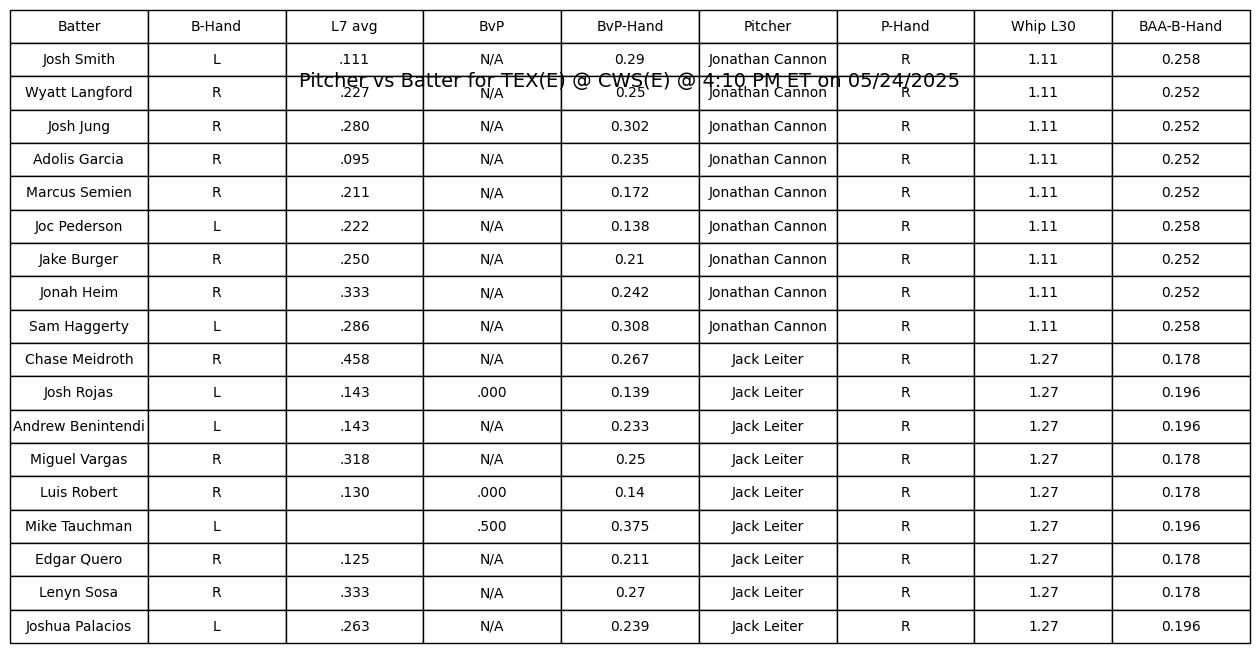 Batter B-Hand L7 avg BvP BvP-Hand Pitcher P-Hand Whip L30 BAA-B-Hand
Josh Smith L .111 N/A 0.29 Jonathan Cannon R 1.11 0.258
Pitcher vs Batter for TEX(E) @ CWS(E) @ 4:10 PM ET on 05/24/2025
Wyatt Langford R .227 N/A 0.25 Jonathan Cannon R 1.11 0.252
Josh Jung R .280 N/A 0.302 Jonathan Cannon R 1.11 0.252
Adolis Garcia R .095 N/A 0.235 Jonathan Cannon R 1.11 0.252
Marcus Semien R .211 N/A 0.172 Jonathan Cannon R 1.11 0.252
Joc Pederson L .222 N/A 0.138 Jonathan Cannon R 1.11 0.258
Jake Burger R .250 N/A 0.21 Jonathan Cannon R 1.11 0.252
Jonah Heim R .333 N/A 0.242 Jonathan Cannon R 1.11 0.252
Sam Haggerty L .286 N/A 0.308 Jonathan Cannon R 1.11 0.258
Chase Meidroth R .458 N/A 0.267 Jack Leiter R 1.27 0.178
Josh Rojas L .143 .000 0.139 Jack Leiter R 1.27 0.196
Andrew Benintendi L .143 N/A 0.233 Jack Leiter R 1.27 0.196
Miguel Vargas R .318 N/A 0.25 Jack Leiter R 1.27 0.178
Luis Robert R .130 .000 0.14 Jack Leiter R 1.27 0.178
Mike Tauchman L .500 0.375 Jack Leiter R 1.27 0.196
Edgar Quero R .125 N/A 0.211 Jack Leiter R 1.27 0.178
Lenyn Sosa R .333 N/A 0.27 Jack Leiter R 1.27 0.178
Joshua Palacios L .263 N/A 0.239 Jack Leiter R 1.27 0.196